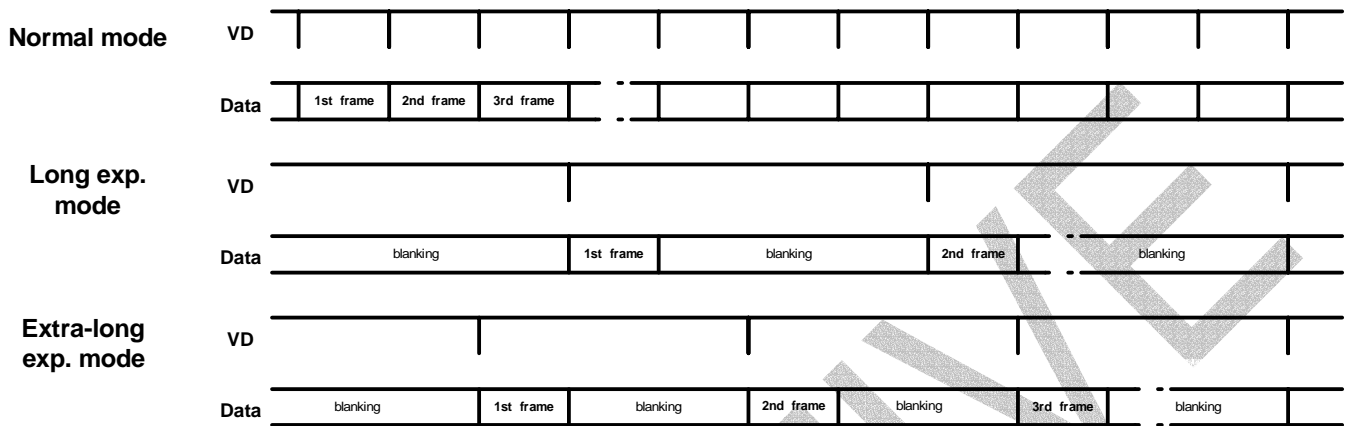 Normal mode
VD
Data
1st frame 2nd frame 3rd frame
Long exp.
mode
VD
Data
blanking 1st frame blanking 2nd frame blanking
Extra-long
exp. mode
VD
Data
blanking 1st frame blanking 2nd frame blanking 3rd frame blanking